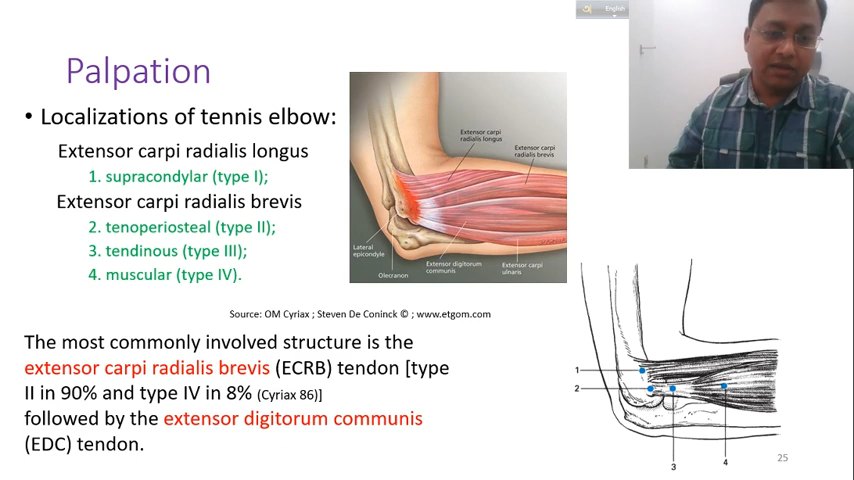 অ English
Palpation
• Localizations of tennis elbow:
Extensor carpi radialis longus
1. supracondylar (type I);
Extensor carpi radialis brevis
2. tenoperiosteal (type II);
3. tendinous (type III);
4. muscular (type IV).
Extensor carpi
radialis longus
Extensor carpi
radialis brevis
Lateral
epicondyle
Olecranon
Extensor digitorum
communis
Extensor carpi
ulnaris
Source: OM Cyriax ; Steven De Coninck © ; www.etgom.com
The most commonly involved structure is the
extensor carpi radialis brevis (ECRB) tendon [type
II in 90% and type IV in 8% (Cyriax 86)]
followed by the extensor digitorum communis
(EDC) tendon.
1
2
3
4
25